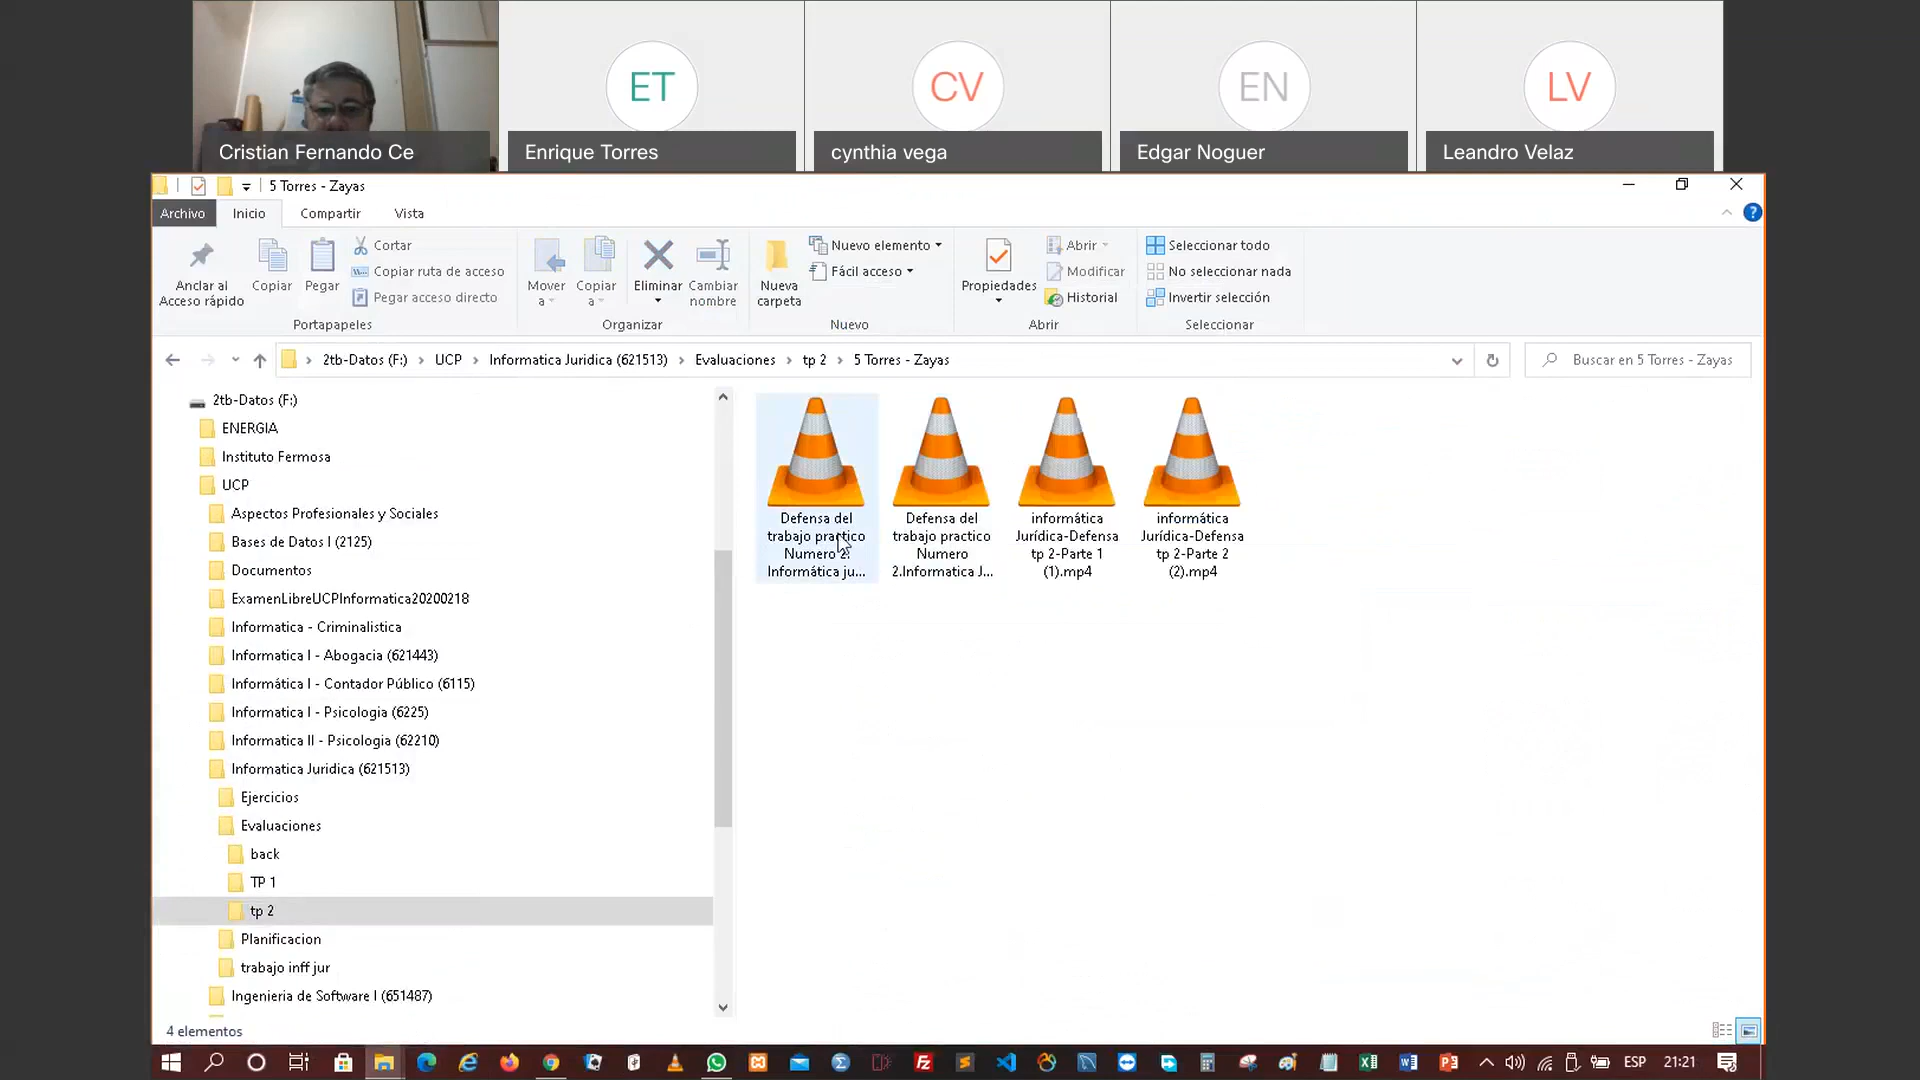 ET
CV
EN
LV
Cristian Fernando Ce
Enrique Torres
cynthia vega
Edgar Noguer
Leandro Velaz
5 Torres - Zayas
Archivo
Inicio
Compartir
Vista
Anclar al
Acceso rápido
Copiar
Pegar
Cortar
Copiar ruta de acceso
Pegar acceso directo
Portapapeles
Mover
a
Copiar
a
Eliminar
Cambiar
nombre
Organizar
Nueva
carpeta
Nuevo elemento
Fácil acceso
Nuevo
Propiedades
Abrir
Modificar
Historial
Abrir
Seleccionar todo
No seleccionar nada
Invertir selección
Seleccionar
2tb-Datos (F:) › UCP › Informatica Juridica (621513) › Evaluaciones › tp 2 › 5 Torres - Zayas
Buscar en 5 Torres - Zayas
2tb-Datos (F:)
ENERGIA
Instituto Fermosa
UCP
Aspectos Profesionales y Sociales
Bases de Datos I (2125)
Documentos
ExamenLibreUCPInformatica20200218
Informatica - Criminalistica
Informatica I - Abogacia (621443)
Informática I - Contador Público (6115)
Informatica I - Psicologia (6225)
Informatica II - Psicologia (62210)
Informatica Juridica (621513)
Ejercicios
Evaluaciones
back
TP 1
tp 2
Planificacion
trabajo inff jur
Ingenieria de Software I (651487)
Defensa del
trabajo practico
Numero 2.
Informática ju...
Defensa del
trabajo practico
Numero
2.Informatica J...
informática
Jurídica-Defensa
tp 2-Parte 1
(1).mp4
informática
Jurídica-Defensa
tp 2-Parte 2
(2).mp4
4 elementos
ESP
21:21